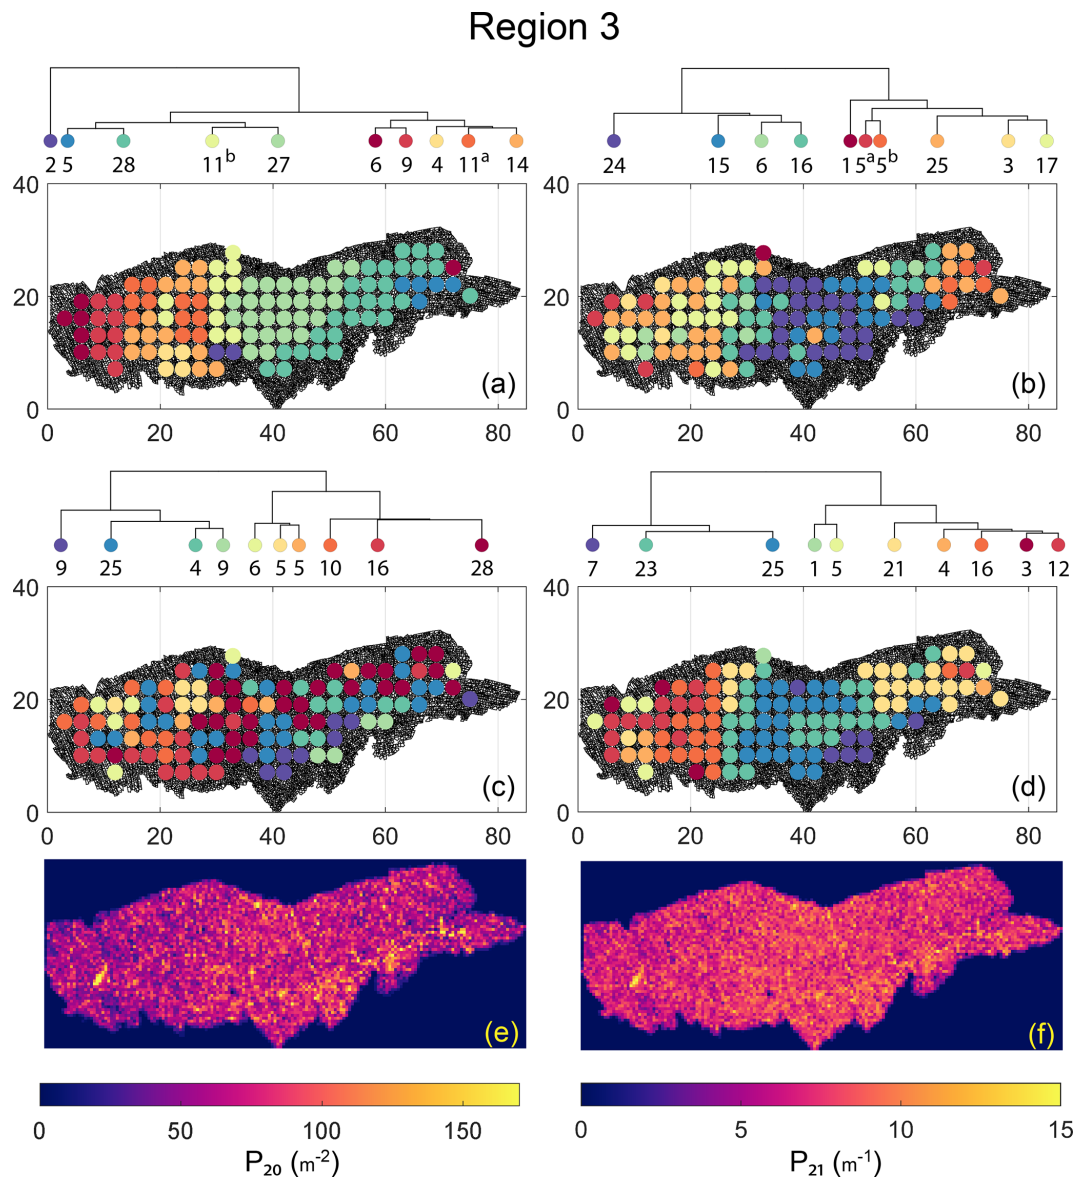 Region 3
2 5 28 11b 27 6 9 4 11a 14
24 15 6 16 1 5a 5b 25 3 17
40
20
0
0 20 40 60 80
(a)
40
20
0
0 20 40 60 80
(b)
9 25 4 9 6 5 5 10 16 28
7 23 25 1 5 21 4 16 3 12
40
20
0
0 20 40 60 80
(c)
40
20
0
0 20 40 60 80
(d)
(e)
(f)
0 50 100 150
P20 (m-2)
0 5 10 15
P21 (m-1)